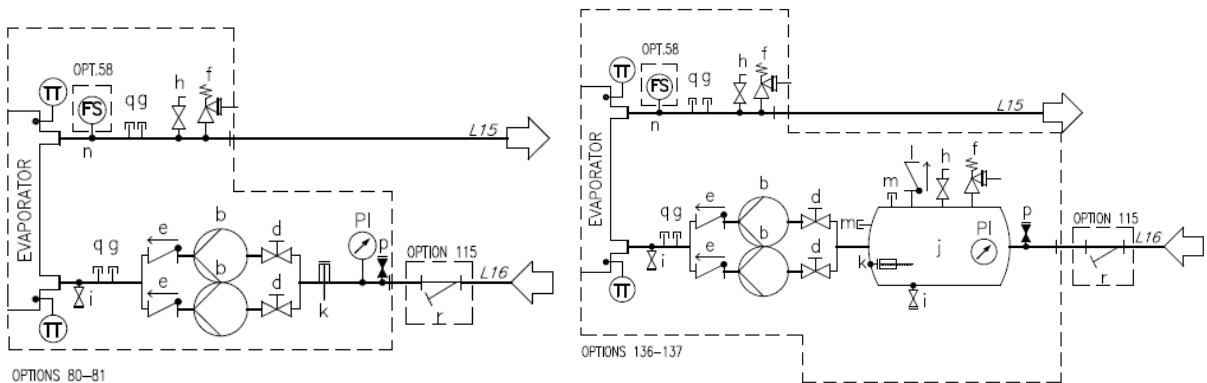 OPT.58
TT
FS
q g
h
f
n
L15
EVAPORATOR
q g
e
b
d
PI
p
OPTION 115
L16
i
e
b
d
k
r
TT
OPTIONS 80–81
OPT.58
TT
FS
q g
h
f
n
L15
EVAPORATOR
l
h
f
m
q g
e
b
d
m
j
PI
p
OPTION 115
L16
i
e
b
d
k
i
r
TT
OPTIONS 136–137